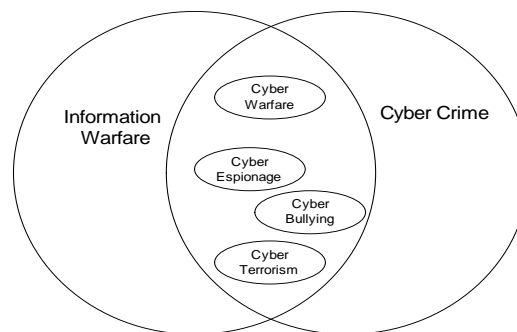 Cyber
Warfare
Information
Warfare
Cyber Crime
Cyber
Espionage
Cyber
Bullying
Cyber
Terrorism